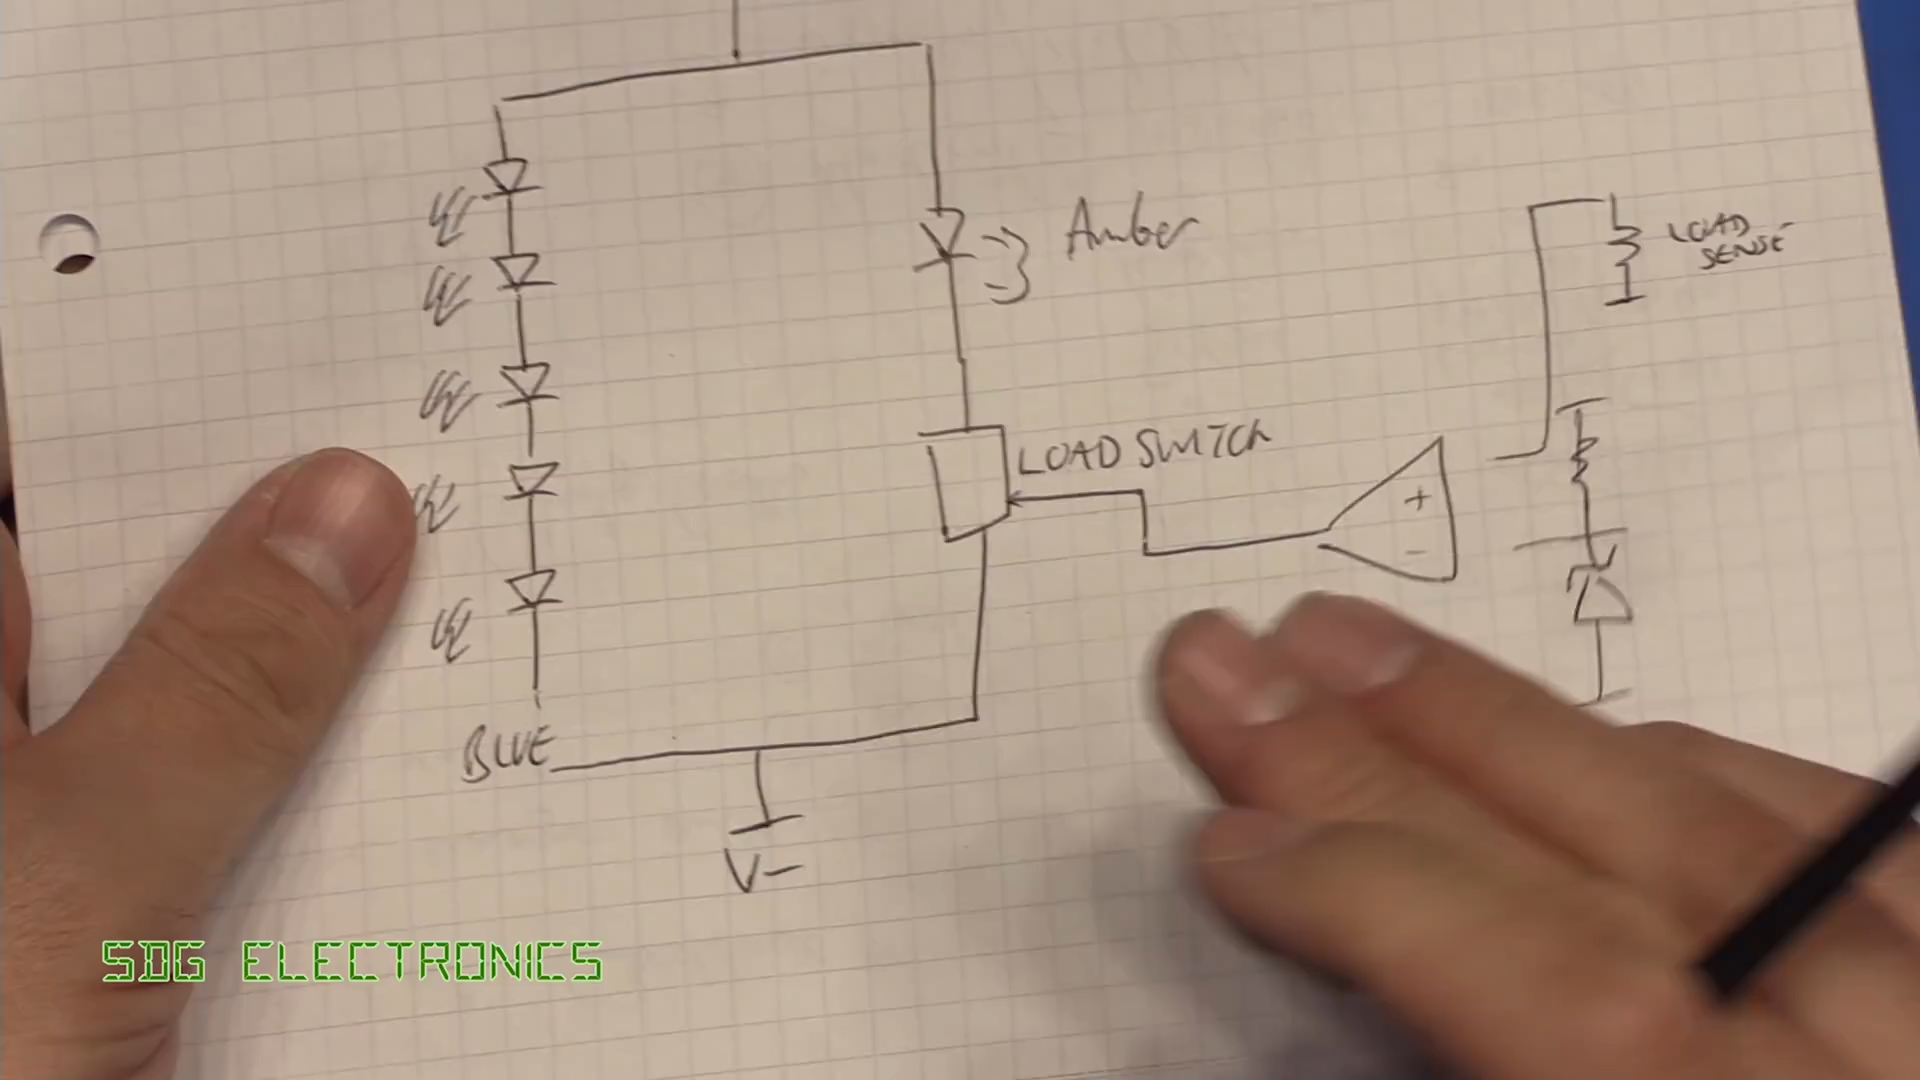 Amber
LOAD
SENSE
LOAD SWITCH
+
-
BLUE
V-
SDG ELECTRONICS